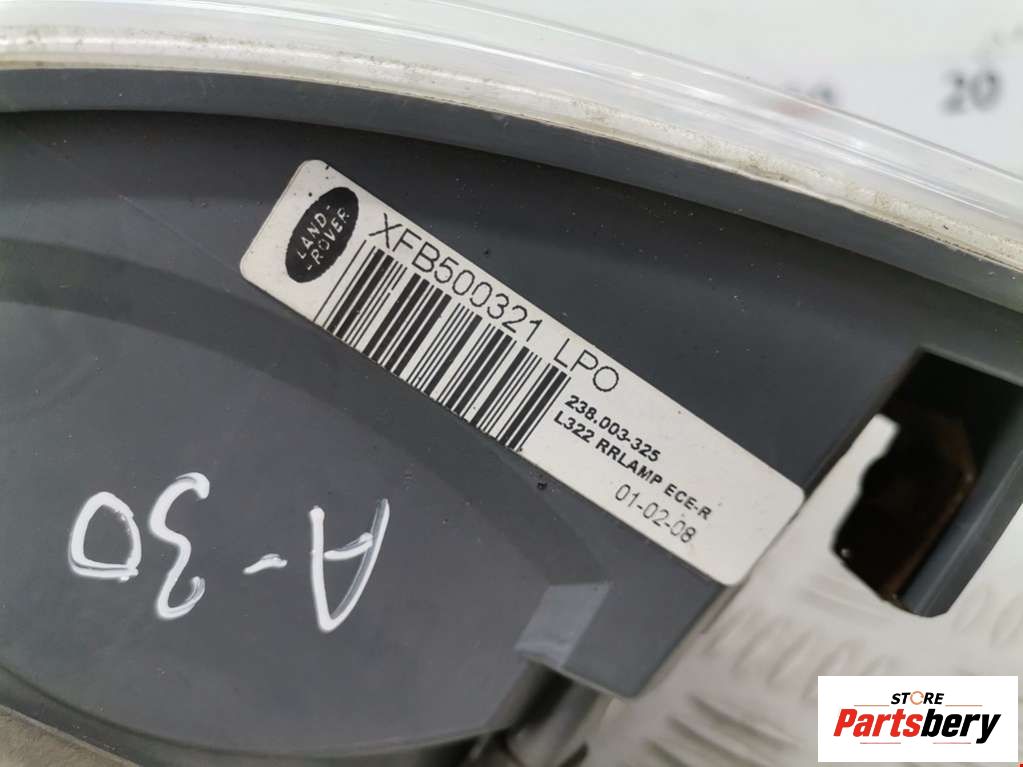 20
LAND-
-ROVER
XFB500321 LPO
238.003-325
L322 RRLAMP ECE-R
01-02-08
A-30
STORE
Partsbery